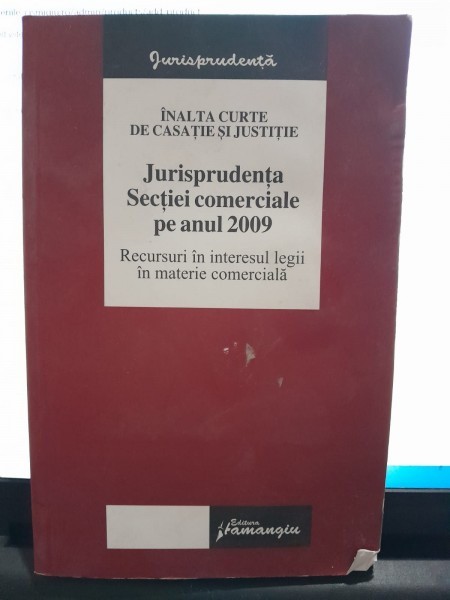 Jurisprudență
ÎNALTA CURTE
DE CASAȚIE ȘI JUSTIȚIE
Jurisprudența
Secției comerciale
pe anul 2009
Recursuri în interesul legii
în materie comercială
Editura
Hamangiu